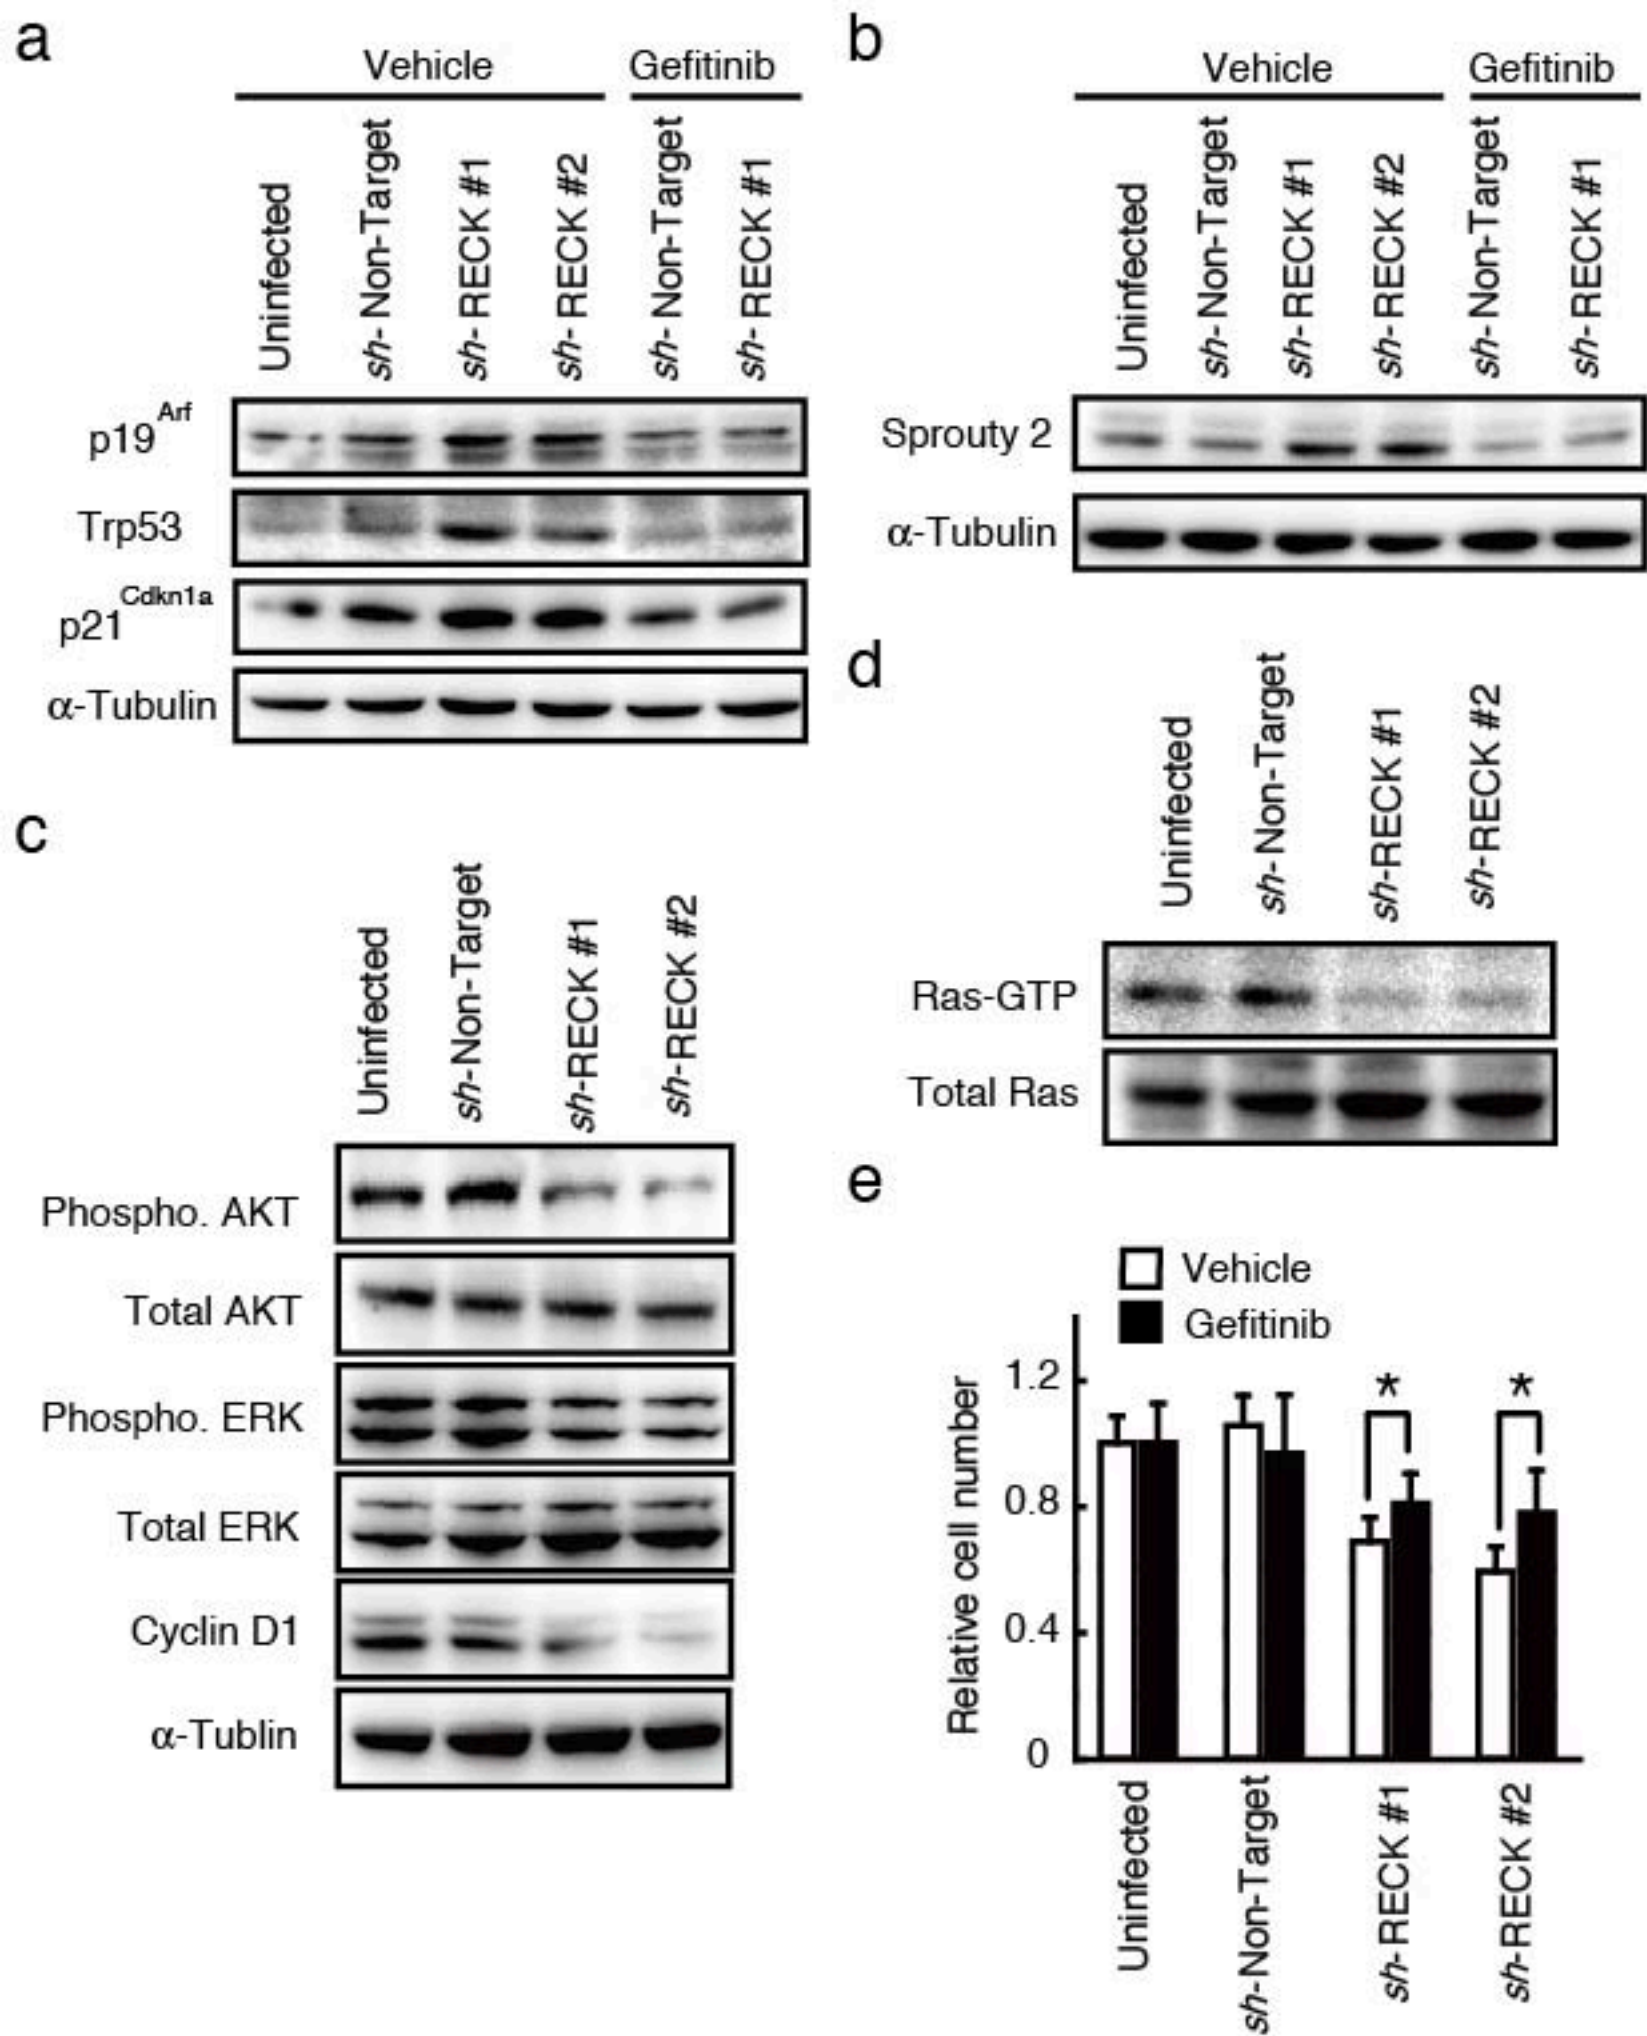 a
Vehicle
Gefitinib
Uninfected
sh-Non-Target
sh-RECK #1
sh-RECK #2
sh-Non-Target
sh-RECK #1
p19Arf
Trp53
p21Cdkn1a
α-Tubulin
b
Vehicle
Gefitinib
Uninfected
sh-Non-Target
sh-RECK #1
sh-RECK #2
sh-Non-Target
sh-RECK #1
Sprouty 2
α-Tubulin
c
Uninfected
sh-Non-Target
sh-RECK #1
sh-RECK #2
Phospho. AKT
Total AKT
Phospho. ERK
Total ERK
Cyclin D1
α-Tublin
d
Uninfected
sh-Non-Target
sh-RECK #1
sh-RECK #2
Ras-GTP
Total Ras
e
Vehicle
Gefitinib
Relative cell number
1.2
0.8
0.4
0
*
*
Uninfected
sh-Non-Target
sh-RECK #1
sh-RECK #2